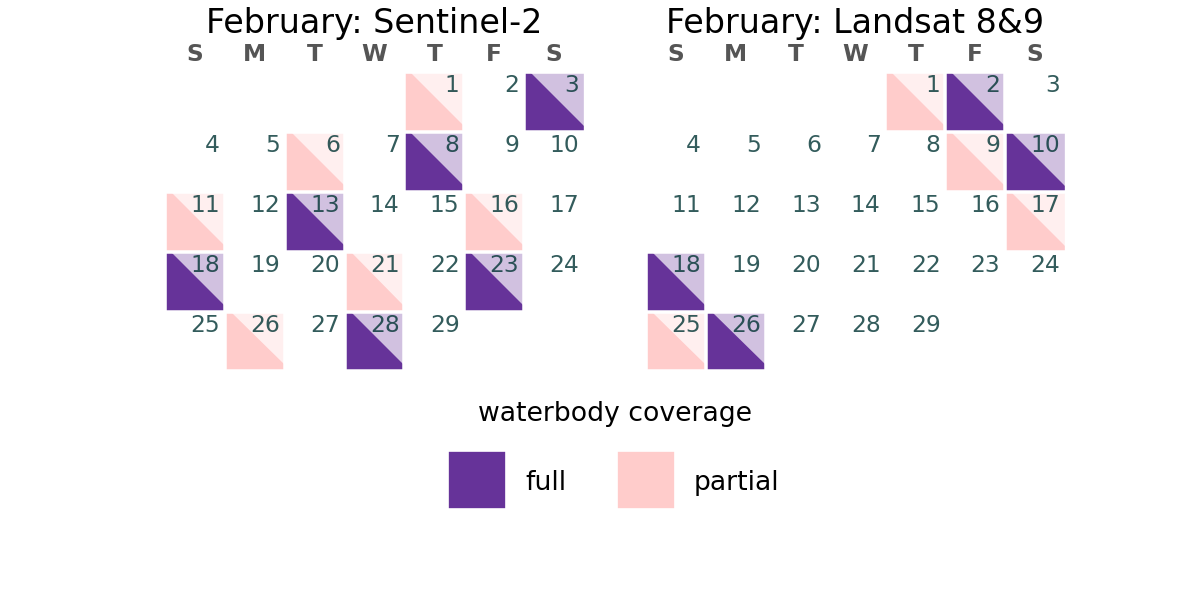 February: Sentinel-2
S M T W T F S
1 2 3
4 5 6 7 8 9 10
11 12 13 14 15 16 17
18 19 20 21 22 23 24
25 26 27 28 29
February: Landsat 8&9
S M T W T F S
1 2 3
4 5 6 7 8 9 10
11 12 13 14 15 16 17
18 19 20 21 22 23 24
25 26 27 28 29
waterbody coverage
full
partial